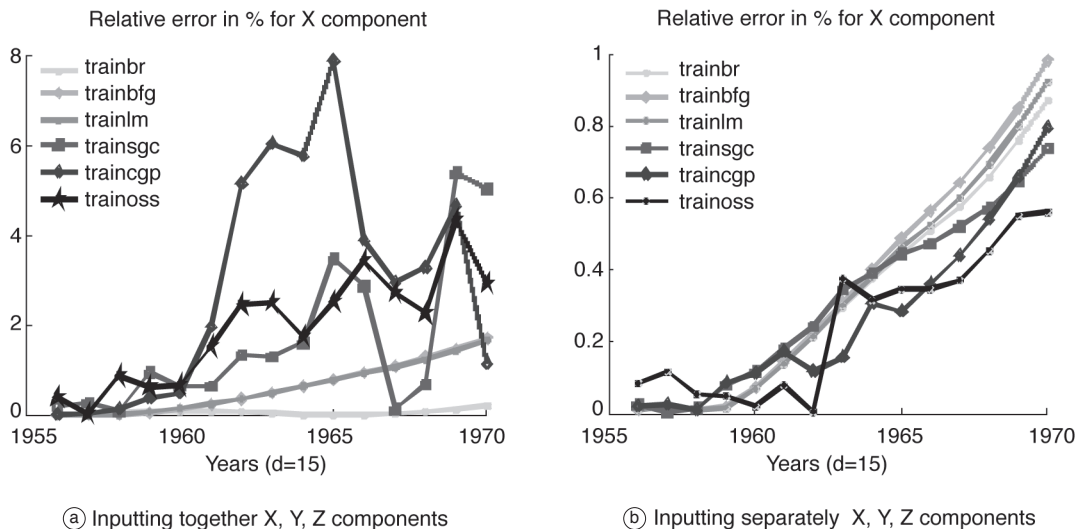 Relative error in % for X component
8
6
4
2
0
trainbr
trainbfg
trainlm
trainsgc
traincgp
trainoss
1955
1960
1965
1970
Years (d=15)
ⓐ Inputting together X, Y, Z components
Relative error in % for X component
1
0.8
0.6
0.4
0.2
0
trainbr
trainbfg
trainlm
trainsgc
traincgp
trainoss
1955
1960
1965
1970
Years (d=15)
ⓑ Inputting separately X, Y, Z components